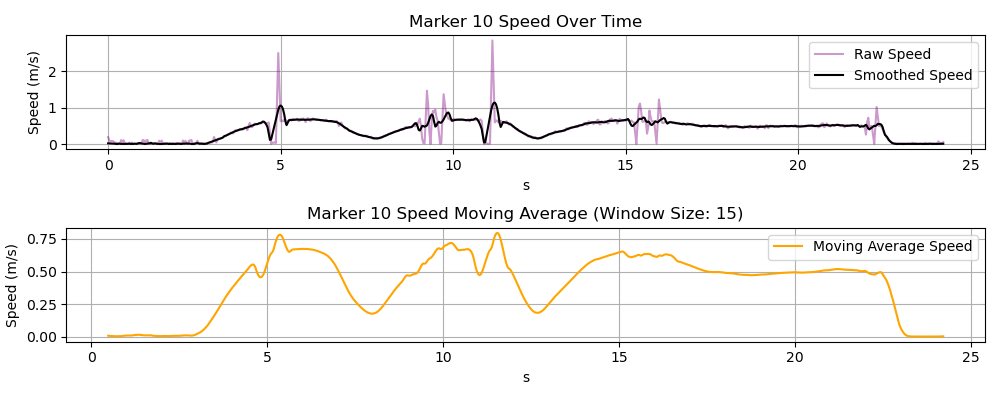 Marker 10 Speed Over Time
Speed (m/s)
2
1
0
Raw Speed
Smoothed Speed
0 5 10 15 20 25
s
Marker 10 Speed Moving Average (Window Size: 15)
Speed (m/s)
0.75
0.50
0.25
0.00
Moving Average Speed
0 5 10 15 20 25
s